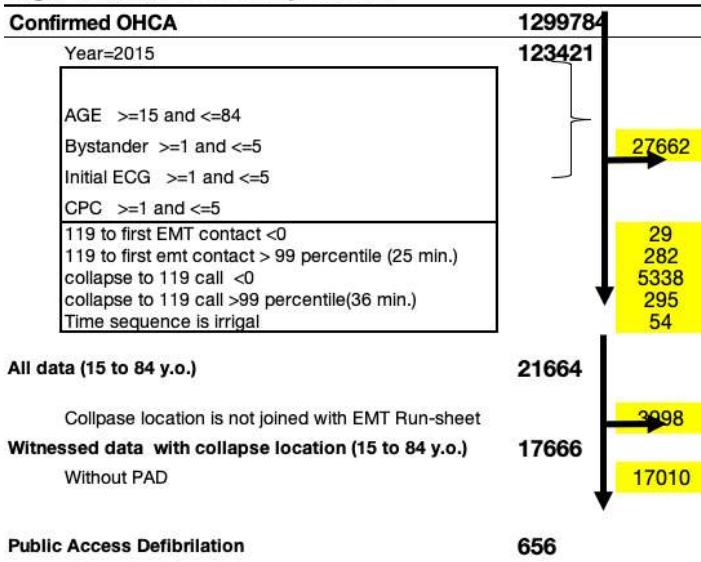 Confirmed OHCA 1299784
Year=2015 123421
AGE >=15 and <=84
Bystander >=1 and <=5 27662
Initial ECG >=1 and <=5
CPC >=1 and <=5
119 to first EMT contact <0 29
119 to first emt contact > 99 percentile (25 min.) 282
collapse to 119 call <0 5338
collapse to 119 call >99 percentile(36 min.) 295
Time sequence is irrigal 54
All data (15 to 84 y.o.) 21664
Collpase location is not joined with EMT Run-sheet 3998
Witnessed data with collapse location (15 to 84 y.o.) 17666
Without PAD 17010
Public Access Defibrilation 656